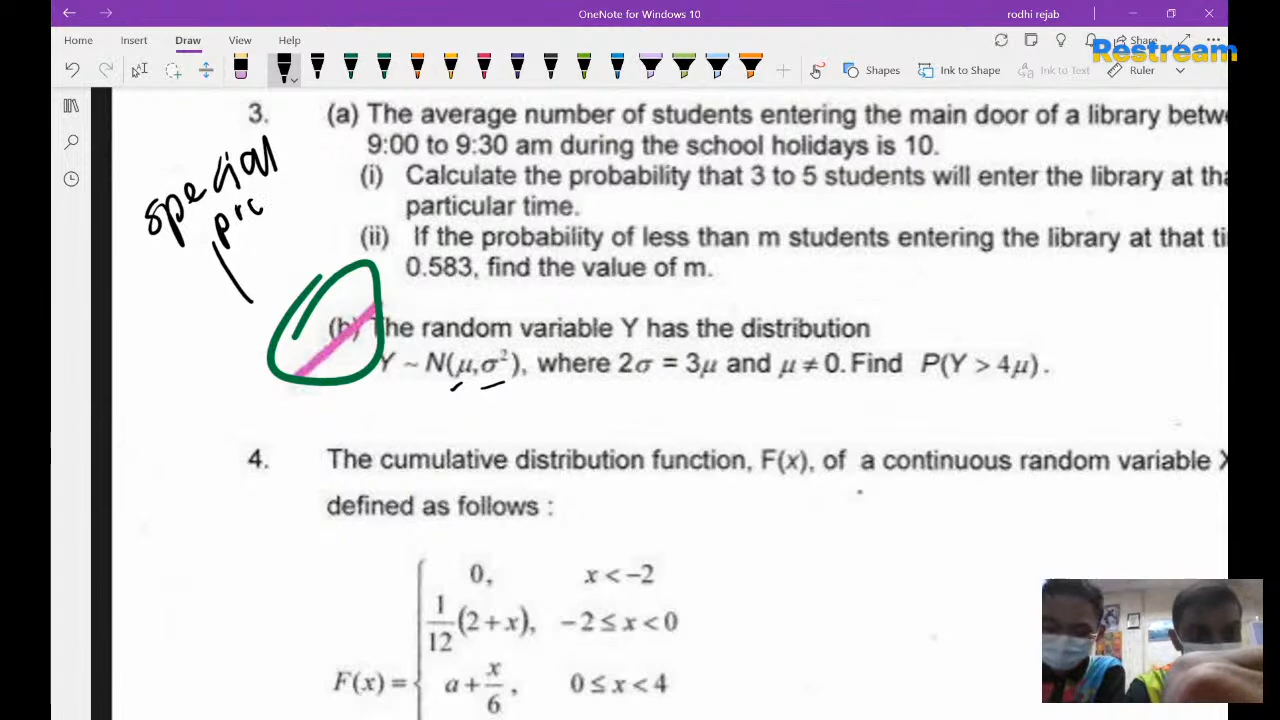 OneNote for Windows 10
rodhi rejab
Home Insert Draw View Help
Share
Restream
Shapes Ink to Shape Ink to Text Ruler
3. (a) The average number of students entering the main door of a library betw
9:00 to 9:30 am during the school holidays is 10.
(i) Calculate the probability that 3 to 5 students will enter the library at tha
particular time.
(ii) If the probability of less than m students entering the library at that ti
0.583, find the value of m.
special
pro
(b) The random variable Y has the distribution
Y ~ N(μ,σ²), where 2σ = 3μ and μ ≠ 0. Find P(Y > 4μ).
4. The cumulative distribution function, F(x), of a continuous random variable X
defined as follows :
0, x < −2
1/12 (2 + x), −2 ≤ x < 0
F(x) = a + x/6 , 0 ≤ x < 4